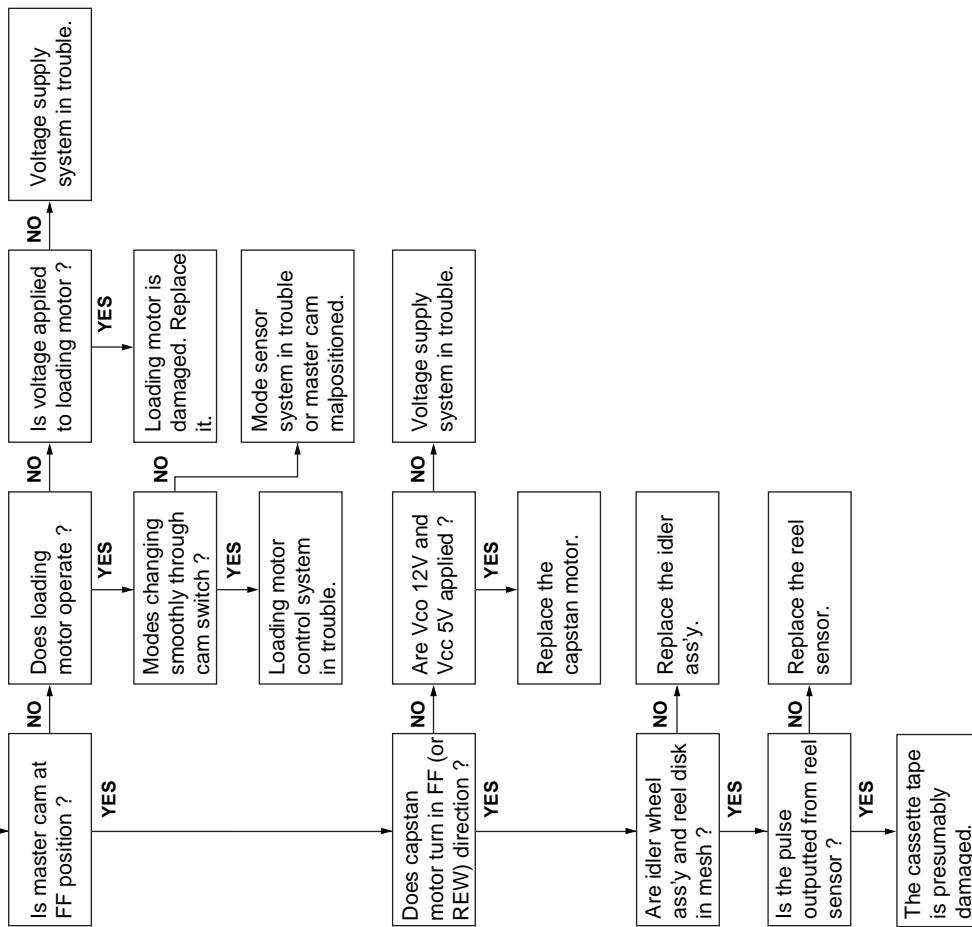 Is master cam at
FF position ?
NO
YES
Does loading
motor operate ?
NO
YES
Is voltage applied
to loading motor ?
NO
YES
Voltage supply
system in trouble.
Loading motor is
damaged. Replace
it.
Modes changing
smoothly through
cam switch ?
NO
YES
Mode sensor
system in trouble
or master cam
malpositioned.
Loading motor
control system
in trouble.
Does capstan
motor turn in FF (or
REW) direction ?
NO
YES
Are Vco 12V and
Vcc 5V applied ?
NO
YES
Voltage supply
system in trouble.
Replace the
capstan motor.
Are idler wheel
ass'y and reel disk
in mesh ?
NO
YES
Replace the idler
ass'y.
Is the pulse
outputted from reel
sensor ?
NO
YES
Replace the reel
sensor.
The cassette tape
is presumably
damaged.